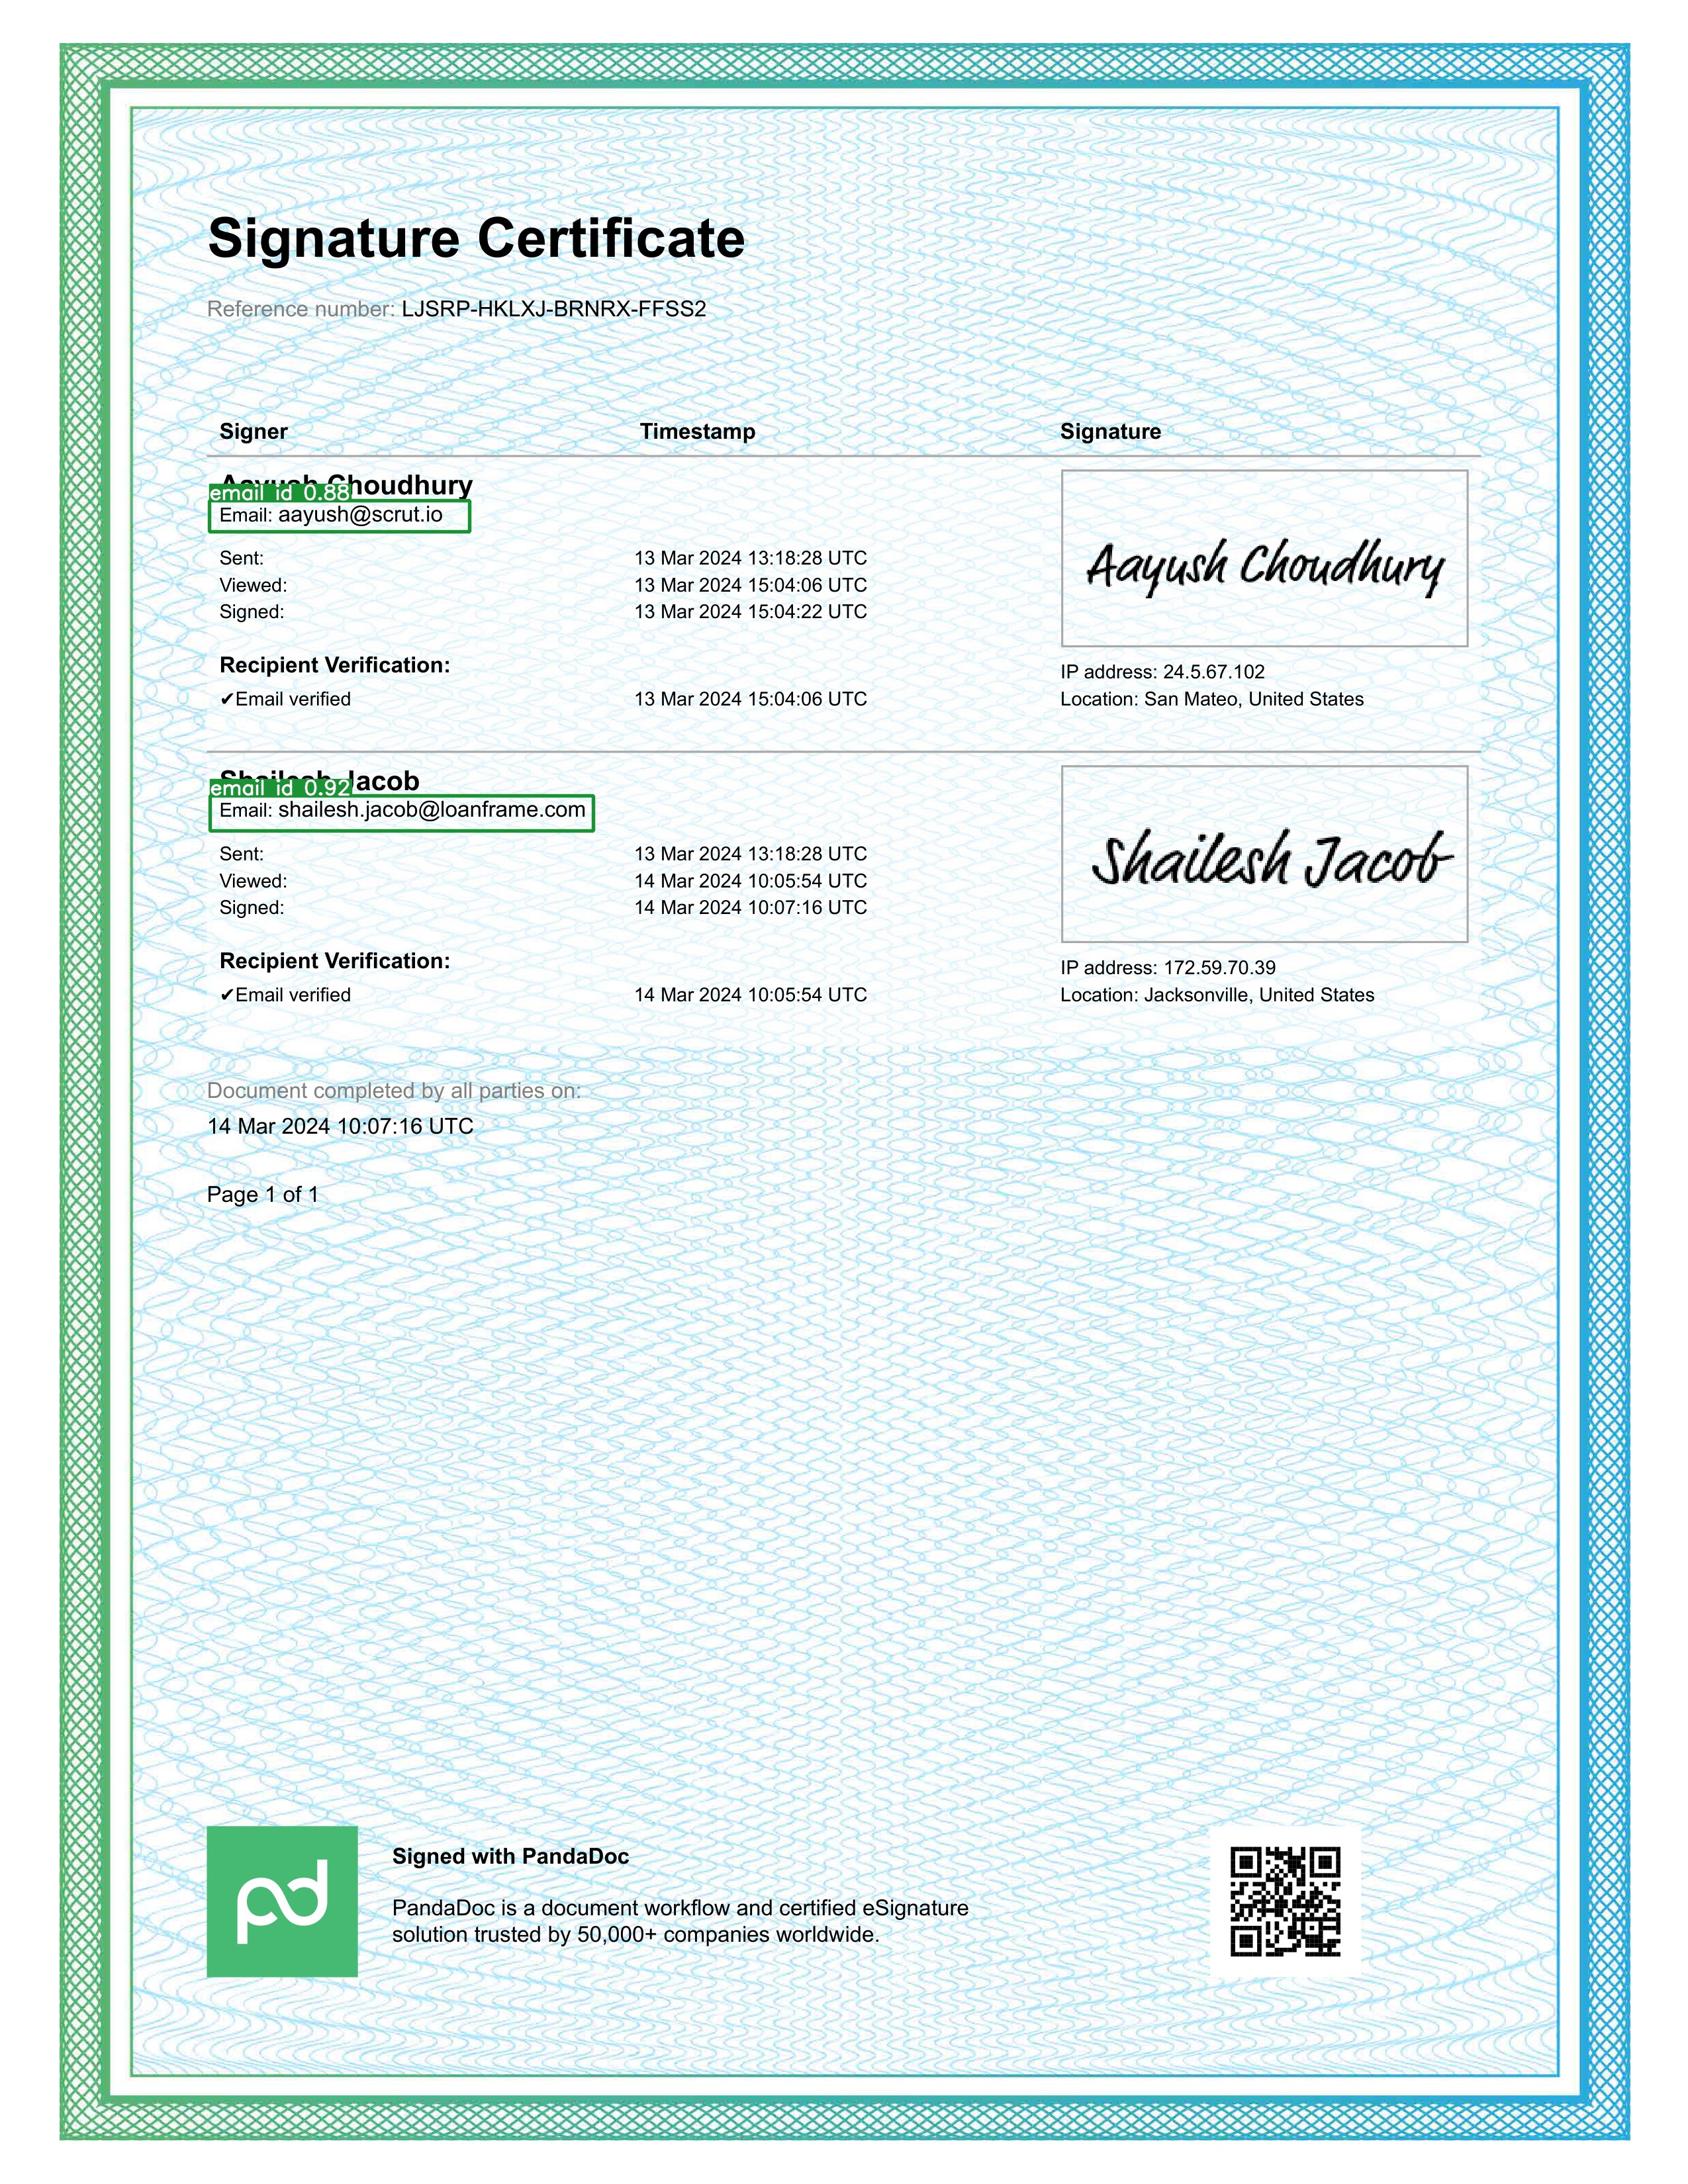 Signature Certificate
Reference number: LJSRP-HKLXJ-BRNRX-FFSS2
Signer Timestamp Signature
Aayush Choudhury
email id 0.88
Email: aayush@scrut.io
Sent: 13 Mar 2024 13:18:28 UTC
Viewed: 13 Mar 2024 15:04:06 UTC
Signed: 13 Mar 2024 15:04:22 UTC
Aayush Choudhury
Recipient Verification:
IP address: 24.5.67.102
✔Email verified 13 Mar 2024 15:04:06 UTC
Location: San Mateo, United States
Shailesh Jacob
email id 0.92
Email: shailesh.jacob@loanframe.com
Sent: 13 Mar 2024 13:18:28 UTC
Viewed: 14 Mar 2024 10:05:54 UTC
Signed: 14 Mar 2024 10:07:16 UTC
Shailesh Jacob
Recipient Verification:
IP address: 172.59.70.39
✔Email verified 14 Mar 2024 10:05:54 UTC
Location: Jacksonville, United States
Document completed by all parties on:
14 Mar 2024 10:07:16 UTC
Page 1 of 1
pd
Signed with PandaDoc
PandaDoc is a document workflow and certified eSignature
solution trusted by 50,000+ companies worldwide.